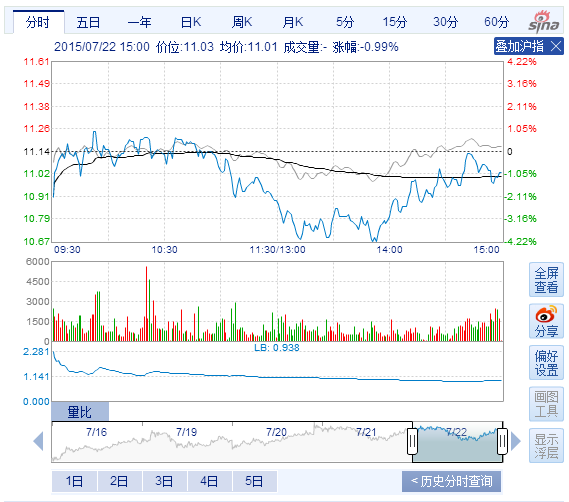 分时 五日 一年 日K 周K 月K 5分 15分 30分 60分
sina
2015/07/22 15:00 价位:11.03 均价:11.01 成交量:- 涨幅:-0.99% 叠加沪指
11.61 4.22%
11.49 3.16%
11.38 2.11%
11.26 1.05%
11.14 0
11.02 -1.05%
10.91 -2.11%
10.79 -3.16%
10.67 -4.22%
09:30 10:30 11:30/13:00 14:00 15:00
6000
4500
3000
1500
0
全屏查看
分享
偏好设置
画图工具
显示浮层
LB: 0.938
2.281
1.141
0.000
量比
7/16 7/19 7/20 7/21 7/22
1日 2日 3日 4日 5日 < 历史分时查询